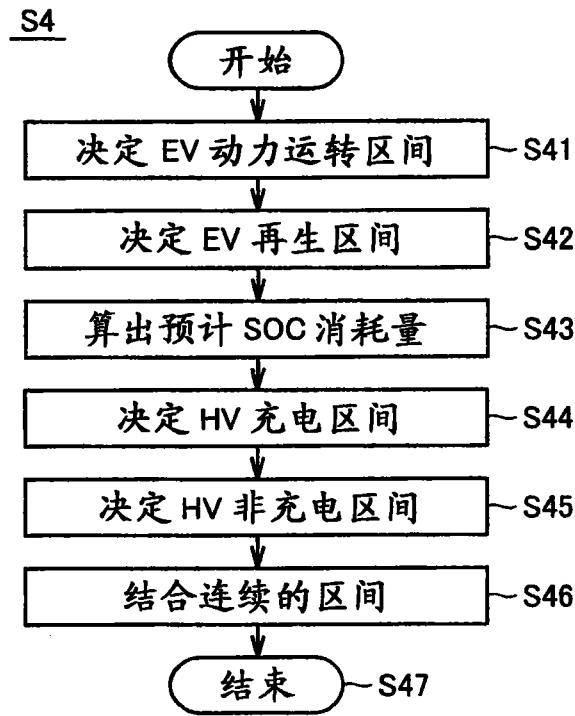 S4
开始
决定 EV 动力运转区间 S41
决定 EV 再生区间 S42
算出预计 SOC 消耗量 S43
决定 HV 充电区间 S44
决定 HV 非充电区间 S45
结合连续的区间 S46
结束 S47